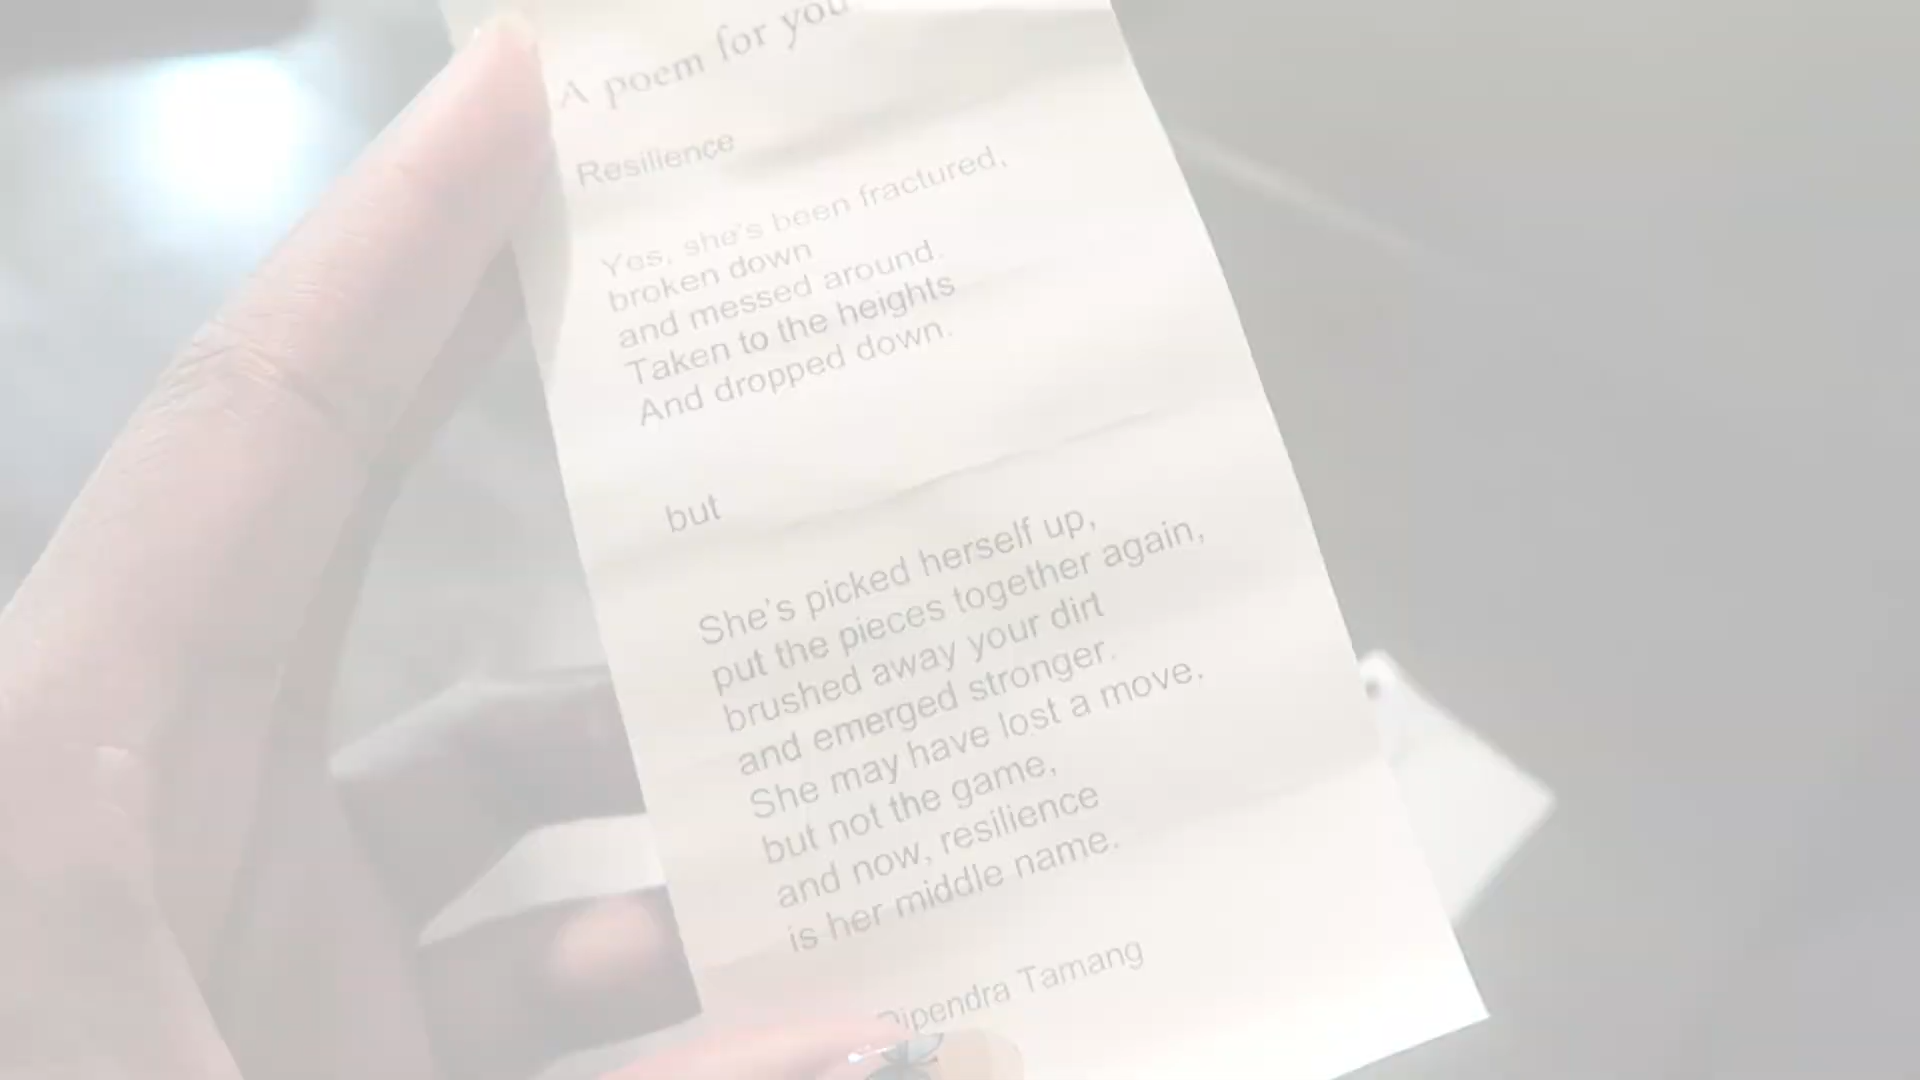 A poem for you
Resilience
Yes, she's been fractured,
broken down
and messed around.
Taken to the heights
And dropped down.
but
She's picked herself up,
put the pieces together again,
brushed away your dirt
and emerged stronger.
She may have lost a move,
but not the game,
and now, resilience
is her middle name.
Dipendra Tamang